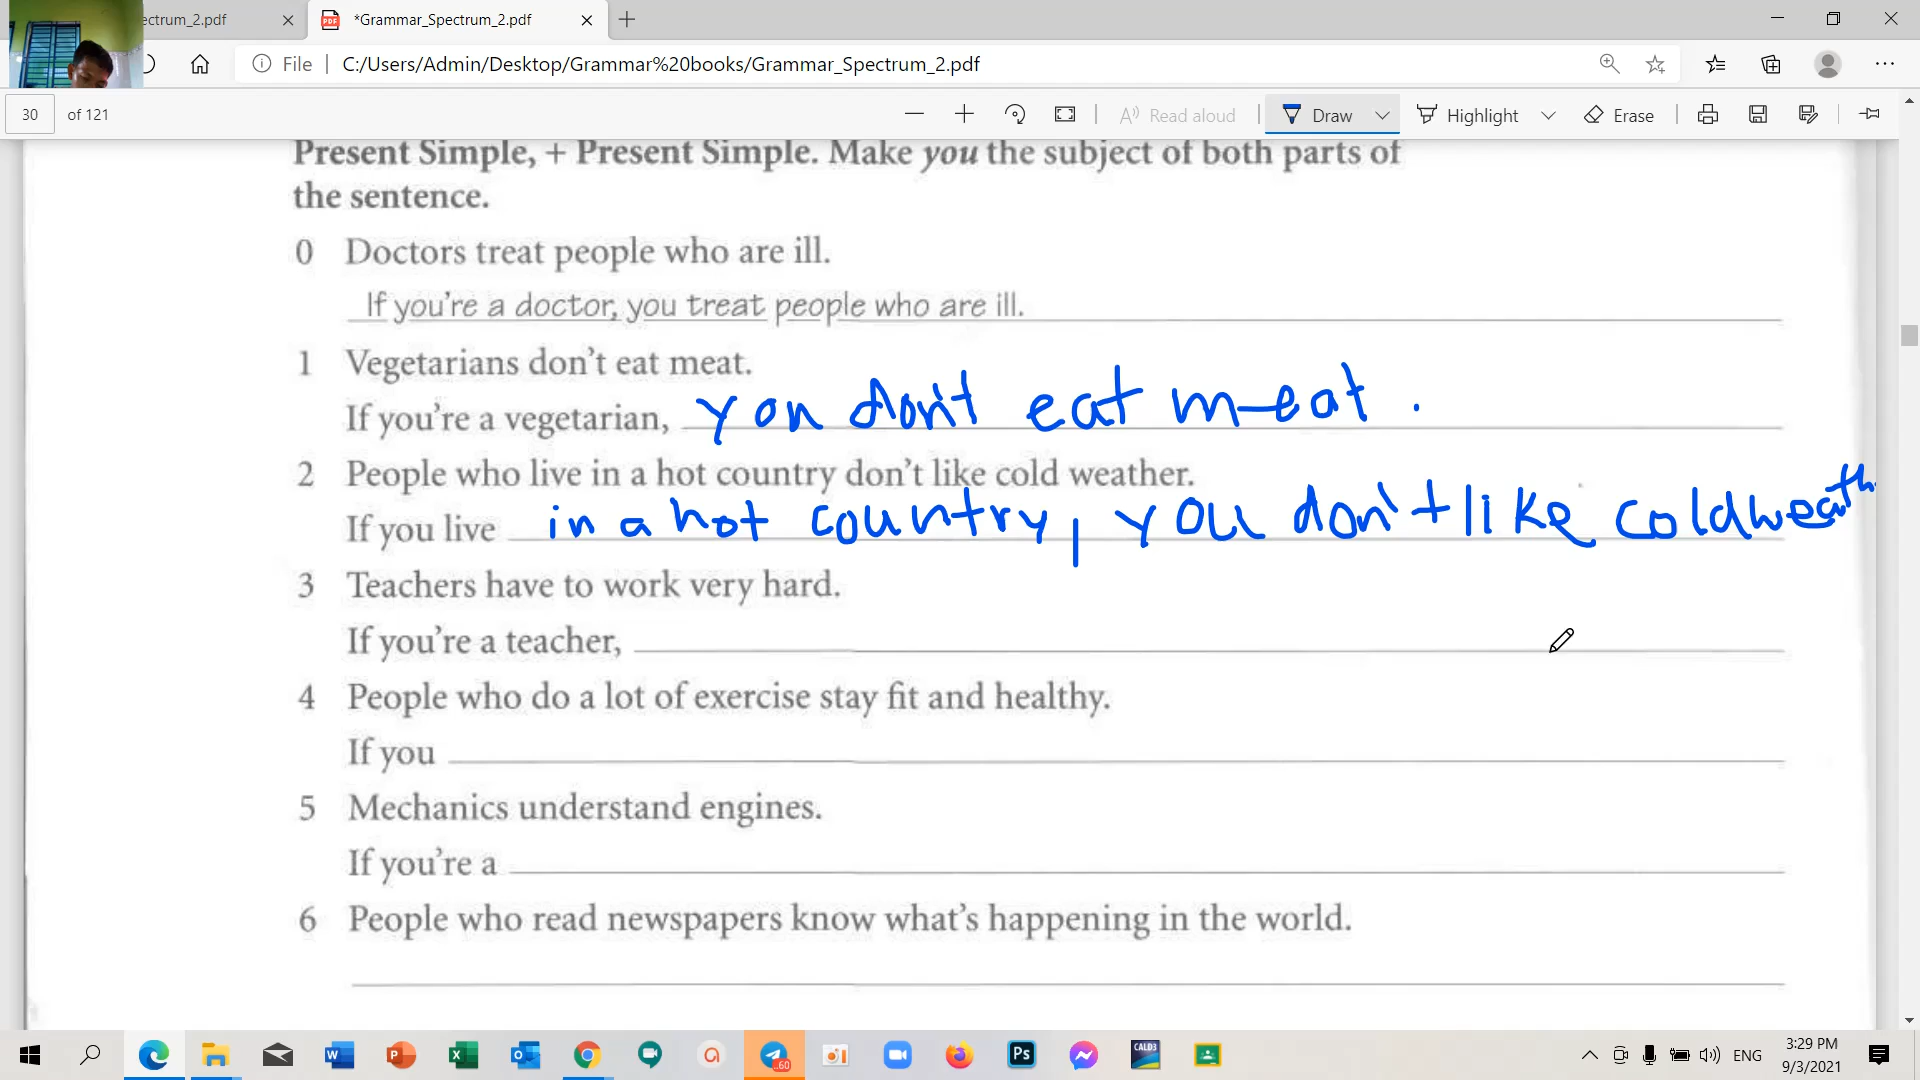 ectrum_2.pdf
*Grammar_Spectrum_2.pdf
File | C:/Users/Admin/Desktop/Grammar%20books/Grammar_Spectrum_2.pdf
30 of 121
Read aloud
Draw
Highlight
Erase
Present Simple, + Present Simple. Make you the subject of both parts of
the sentence.
0 Doctors treat people who are ill.
If you're a doctor, you treat people who are ill.
1 Vegetarians don't eat meat.
If you're a vegetarian, you don't eat meat.
2 People who live in a hot country don't like cold weather.
If you live in a hot country, you don't like cold weath
3 Teachers have to work very hard.
If you're a teacher,
4 People who do a lot of exercise stay fit and healthy.
If you
5 Mechanics understand engines.
If you're a
6 People who read newspapers know what's happening in the world.
.60
Ps
CALD3
ENG
3:29 PM
9/3/2021